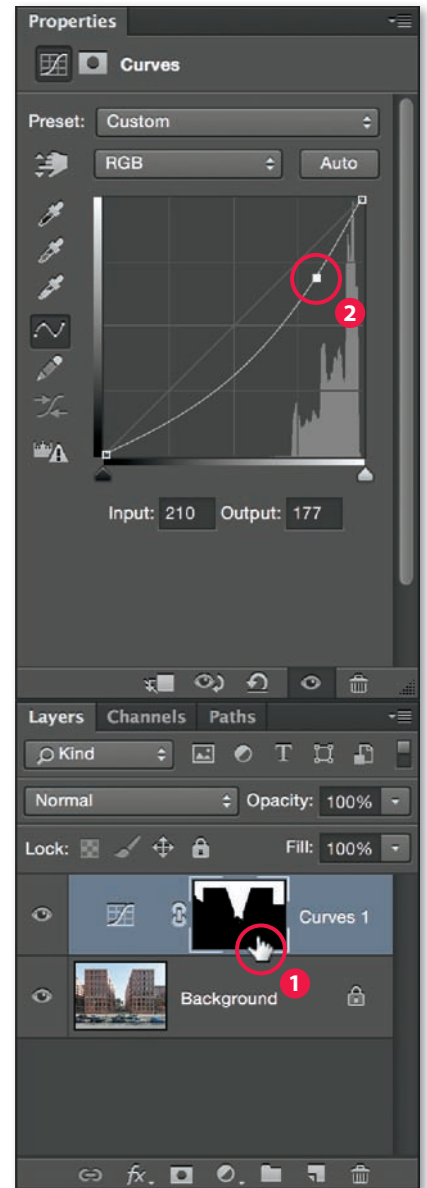 Properties
Curves
Preset: Custom
RGB Auto
2
Input: 210 Output: 177
Layers Channels Paths
Kind T
Normal Opacity: 100%
Lock: Fill: 100%
Curves 1
1
Background
fx.